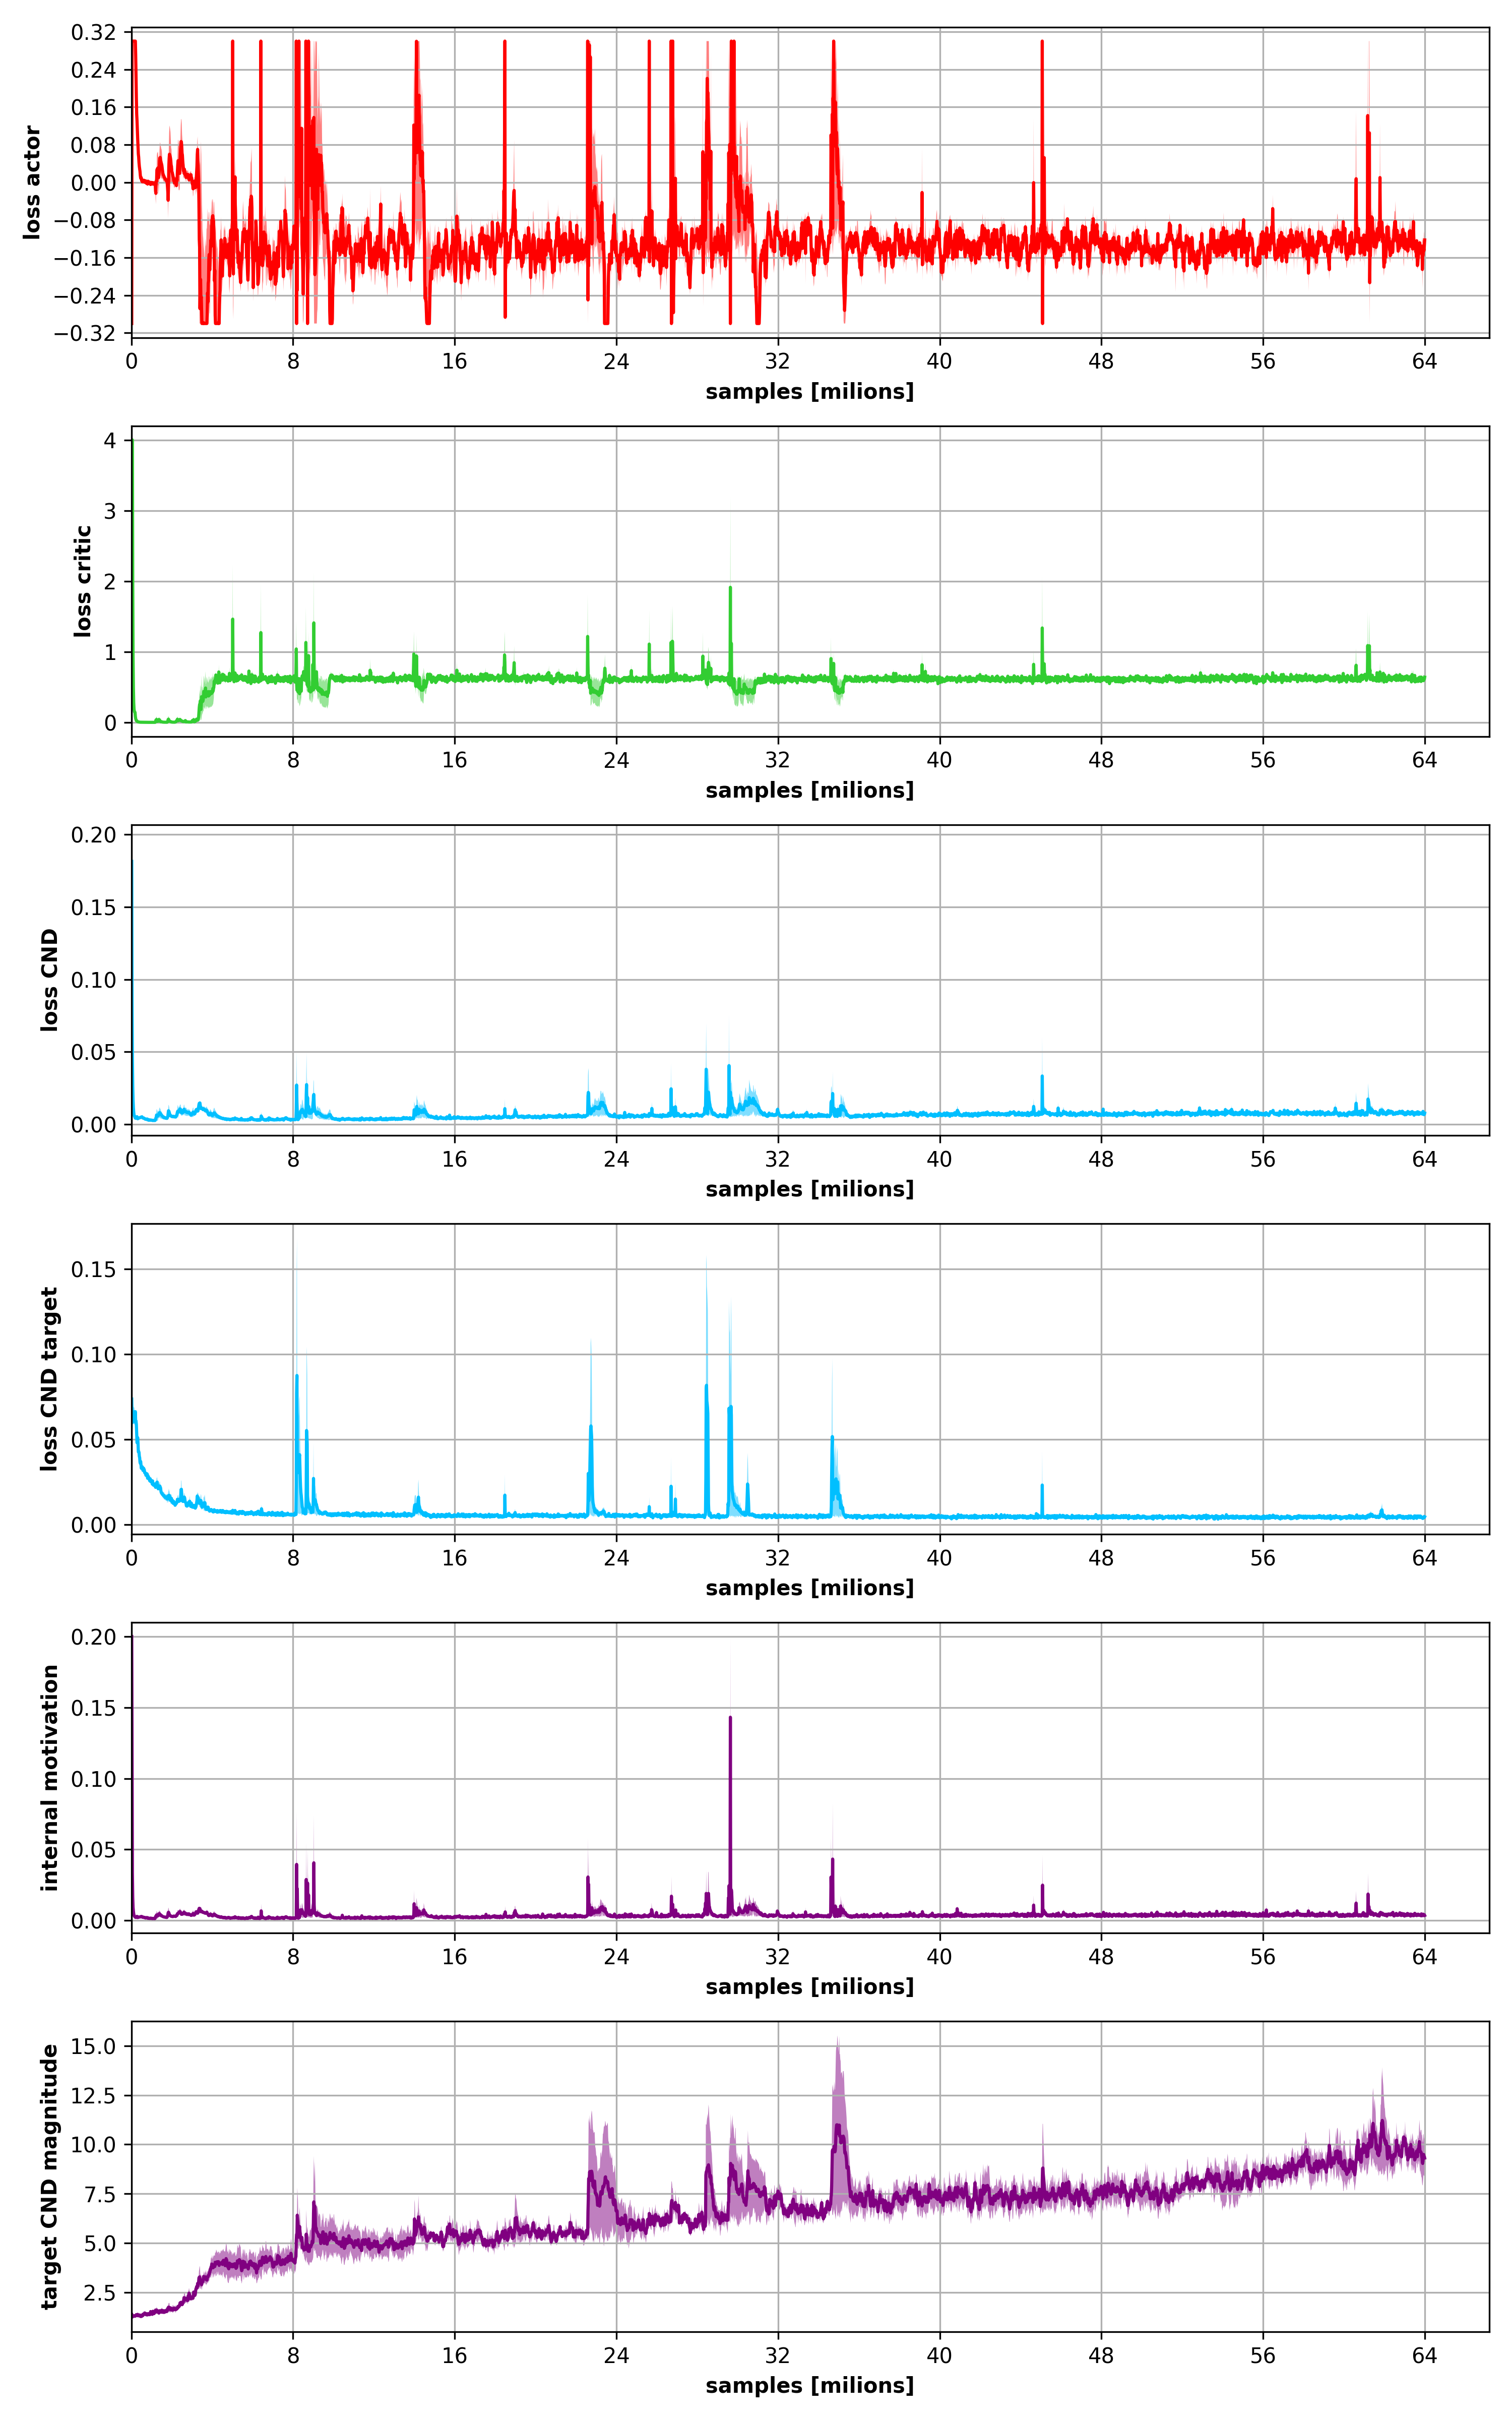 0.32
0.24
0.16
0.08
0.00
−0.08
−0.16
−0.24
−0.32
loss actor
0 8 16 24 32 40 48 56 64
samples [milions]
4
3
2
1
0
loss critic
0 8 16 24 32 40 48 56 64
samples [milions]
0.20
0.15
0.10
0.05
0.00
loss CND
0 8 16 24 32 40 48 56 64
samples [milions]
0.15
0.10
0.05
0.00
loss CND target
0 8 16 24 32 40 48 56 64
samples [milions]
0.20
0.15
0.10
0.05
0.00
internal motivation
0 8 16 24 32 40 48 56 64
samples [milions]
15.0
12.5
10.0
7.5
5.0
2.5
target CND magnitude
0 8 16 24 32 40 48 56 64
samples [milions]